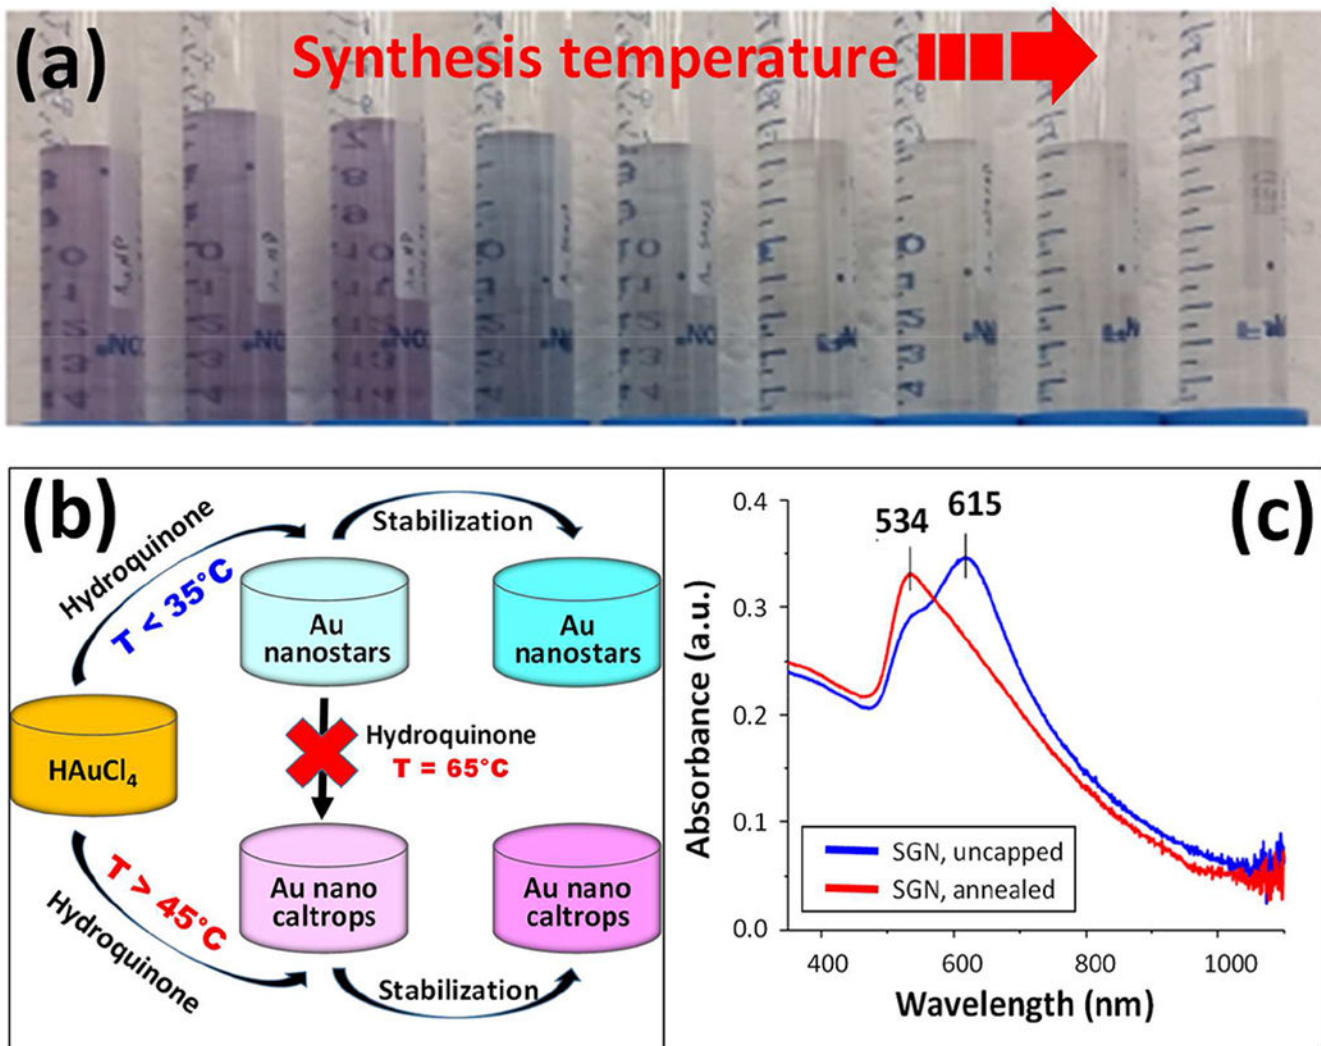 (a)
Synthesis temperature
(b)
Hydroquinone
T < 35°C
Stabilization
Au
nanostars
Au
nanostars
HAuCl4
Hydroquinone
T = 65°C
T > 45°C
Hydroquinone
Au nano
caltrops
Au nano
caltrops
Stabilization
(c)
534
615
0.4
0.3
0.2
0.1
0.0
Absorbance (a.u.)
SGN, uncapped
SGN, annealed
400
600
800
1000
Wavelength (nm)